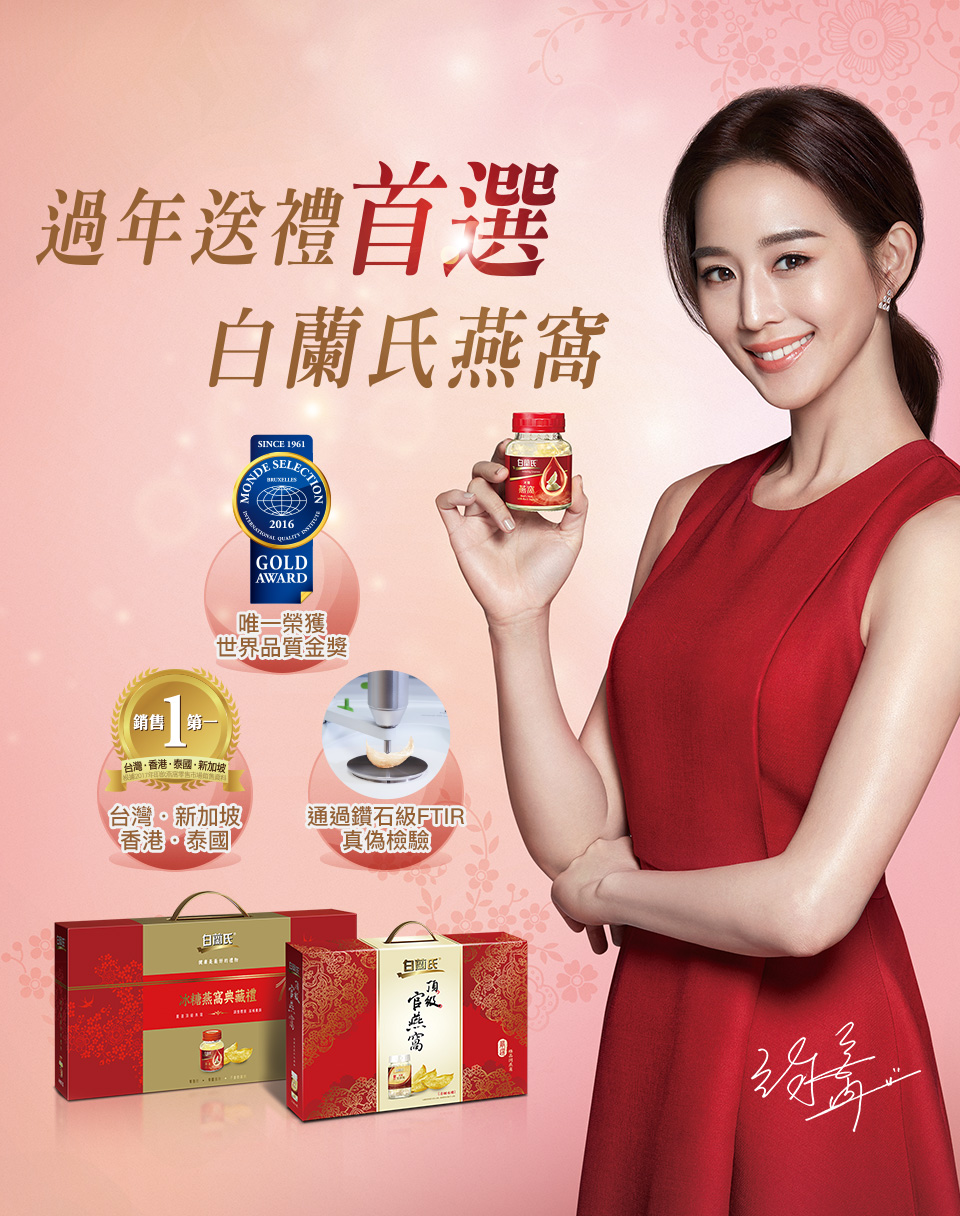 過年送禮首選
白蘭氏燕窩
SINCE 1961
MONDE SELECTION
BRUXELLES
2016
INTERNATIONAL QUALITY INSTITUTE
GOLD
AWARD
唯一榮獲
世界品質金獎
銷售1第一
台灣·香港·泰國·新加坡
台灣·新加坡
香港·泰國
通過鑽石級FTIR
真偽檢驗
白蘭氏
燕窩
白蘭氏
冰糖燕窩典藏禮
白蘭氏
頂級
官燕窩